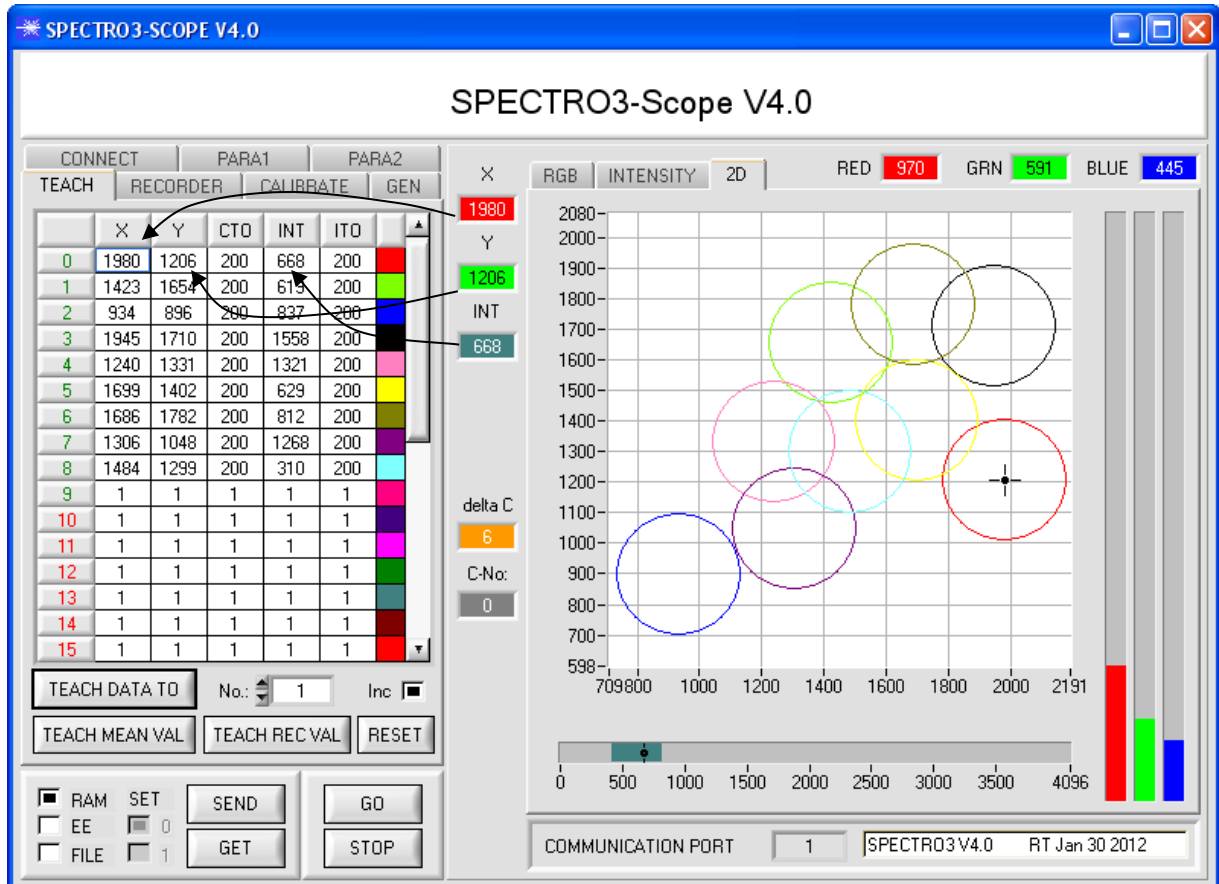 SPECTRO3-SCOPE V4.0
SPECTRO3-Scope V4.0
CONNECT PARA1 PARA2
TEACH RECORDER CALIBRATE GEN
X Y CTO INT ITO
0 1980 1206 200 668 200
1 1423 1654 200 619 200
2 934 896 200 837 200
3 1945 1710 200 1558 200
4 1240 1331 200 1321 200
5 1699 1402 200 629 200
6 1686 1782 200 812 200
7 1306 1048 200 1268 200
8 1484 1299 200 310 200
9 1 1 1 1 1
10 1 1 1 1 1
11 1 1 1 1 1
12 1 1 1 1 1
13 1 1 1 1 1
14 1 1 1 1 1
15 1 1 1 1 1
TEACH DATA TO No.: 1 Inc
TEACH MEAN VAL TEACH REC VAL RESET
RAM SET SEND GO
EE 0
FILE 1 GET STOP
X
1980
Y
1206
INT
668
delta C
6
C-No:
0
RGB INTENSITY 2D RED 970 GRN 591 BLUE 445
2080
2000
1900
1800
1700
1600
1500
1400
1300
1200
1100
1000
900
800
700
598
709 800 1000 1200 1400 1600 1800 2000 2191
0 500 1000 1500 2000 2500 3000 3500 4096
COMMUNICATION PORT 1 SPECTRO3 V4.0 RT Jan 30 2012